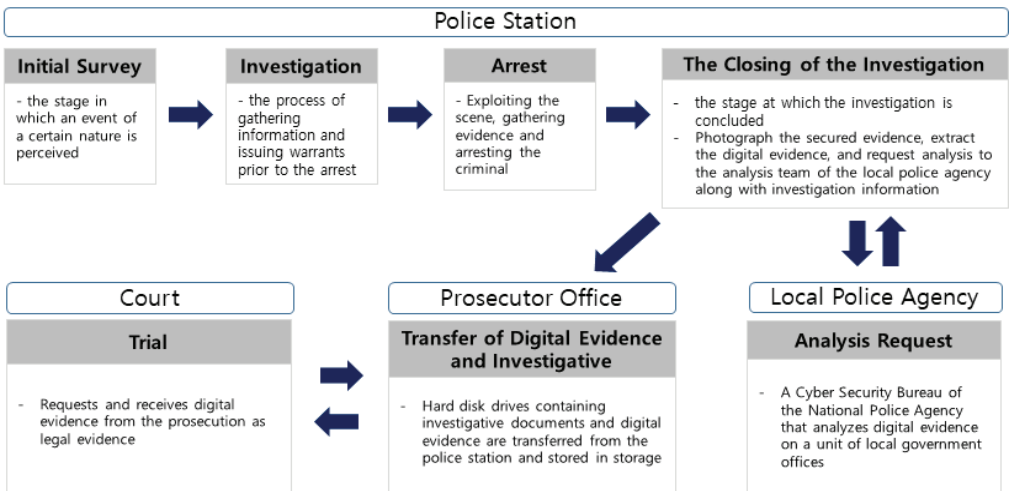 Police Station
Initial Survey
- the stage in
which an event of
a certain nature is
perceived
Investigation
- the process of
gathering
information and
issuing warrants
prior to the arrest
Arrest
- Exploiting the
scene, gathering
evidence and
arresting the
criminal
The Closing of the Investigation
- the stage at which the investigation is
concluded
- Photograph the secured evidence, extract
the digital evidence, and request analysis to
the analysis team of the local police agency
along with investigation information
Court
Trial
- Requests and receives digital
evidence from the prosecution as
legal evidence
Prosecutor Office
Transfer of Digital Evidence
and Investigative
- Hard disk drives containing
investigative documents and digital
evidence are transferred from the
police station and stored in storage
Local Police Agency
Analysis Request
- A Cyber Security Bureau of
the National Police Agency
that analyzes digital evidence
on a unit of local government
offices